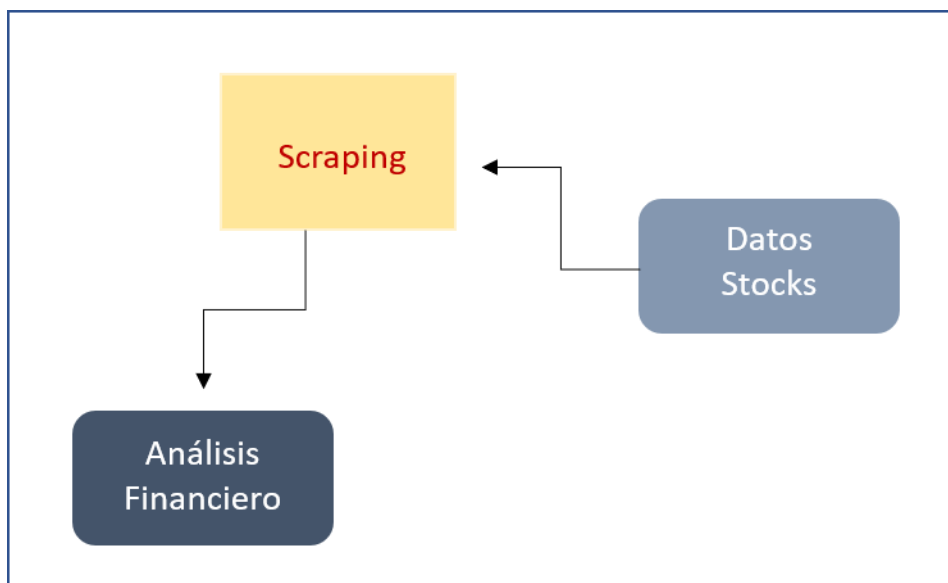 Scraping
Datos
Stocks
Análisis
Financiero